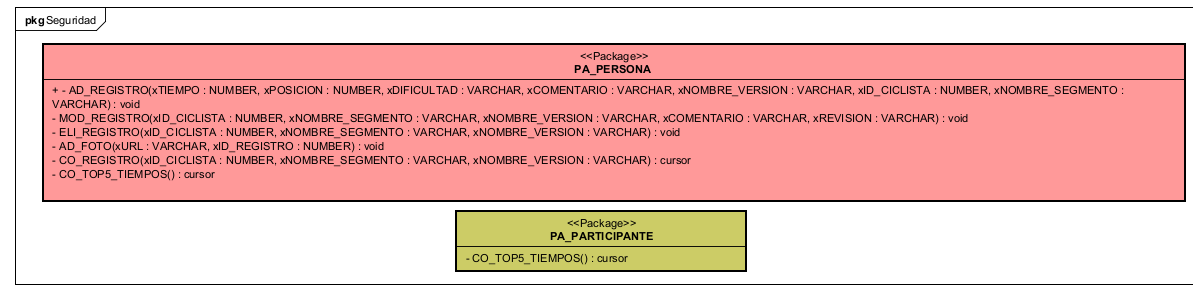 pkg Seguridad
<<Package>>
PA_PERSONA
+ - AD_REGISTRO(xTIEMPO : NUMBER, xPOSICION : NUMBER, xDIFICULTAD : VARCHAR, xCOMENTARIO : VARCHAR, xNOMBRE_VERSION : VARCHAR, xID_CICLISTA : NUMBER, xNOMBRE_SEGMENTO :
VARCHAR) : void
- MOD_REGISTRO(xID_CICLISTA : NUMBER, xNOMBRE_SEGMENTO : VARCHAR, xNOMBRE_VERSION : VARCHAR, xCOMENTARIO : VARCHAR, xREVISION : VARCHAR) : void
- ELI_REGISTRO(xID_CICLISTA : NUMBER, xNOMBRE_SEGMENTO : VARCHAR, xNOMBRE_VERSION : VARCHAR) : void
- AD_FOTO(xURL : VARCHAR, xID_REGISTRO : NUMBER) : void
- CO_REGISTRO(xID_CICLISTA : NUMBER, xNOMBRE_SEGMENTO : VARCHAR, xNOMBRE_VERSION : VARCHAR) : cursor
- CO_TOP5_TIEMPOS() : cursor
<<Package>>
PA_PARTICIPANTE
- CO_TOP5_TIEMPOS() : cursor